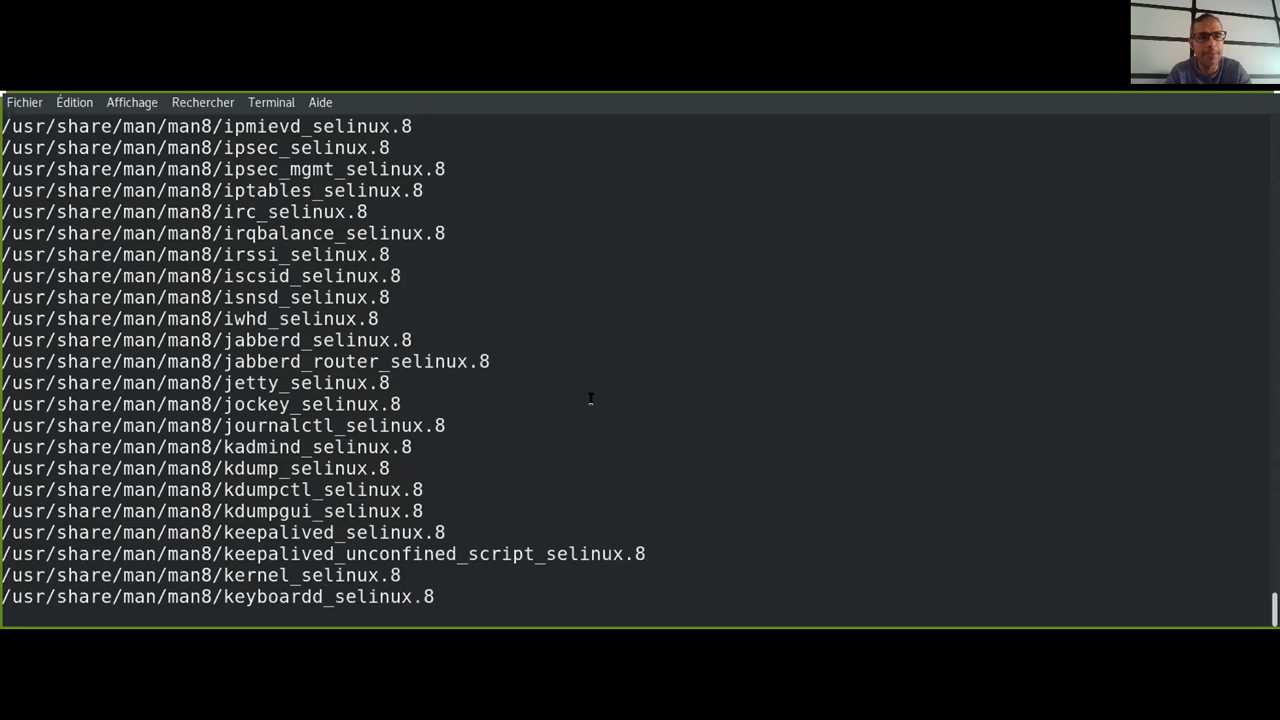 Fichier Édition Affichage Rechercher Terminal Aide
/usr/share/man/man8/ipmievd_selinux.8
/usr/share/man/man8/ipsec_selinux.8
/usr/share/man/man8/ipsec_mgmt_selinux.8
/usr/share/man/man8/iptables_selinux.8
/usr/share/man/man8/irc_selinux.8
/usr/share/man/man8/irqbalance_selinux.8
/usr/share/man/man8/irssi_selinux.8
/usr/share/man/man8/iscsid_selinux.8
/usr/share/man/man8/isnsd_selinux.8
/usr/share/man/man8/iwhd_selinux.8
/usr/share/man/man8/jabberd_selinux.8
/usr/share/man/man8/jabberd_router_selinux.8
/usr/share/man/man8/jetty_selinux.8
/usr/share/man/man8/jockey_selinux.8
/usr/share/man/man8/journalctl_selinux.8
/usr/share/man/man8/kadmind_selinux.8
/usr/share/man/man8/kdump_selinux.8
/usr/share/man/man8/kdumpctl_selinux.8
/usr/share/man/man8/kdumpgui_selinux.8
/usr/share/man/man8/keepalived_selinux.8
/usr/share/man/man8/keepalived_unconfined_script_selinux.8
/usr/share/man/man8/kernel_selinux.8
/usr/share/man/man8/keyboardd_selinux.8